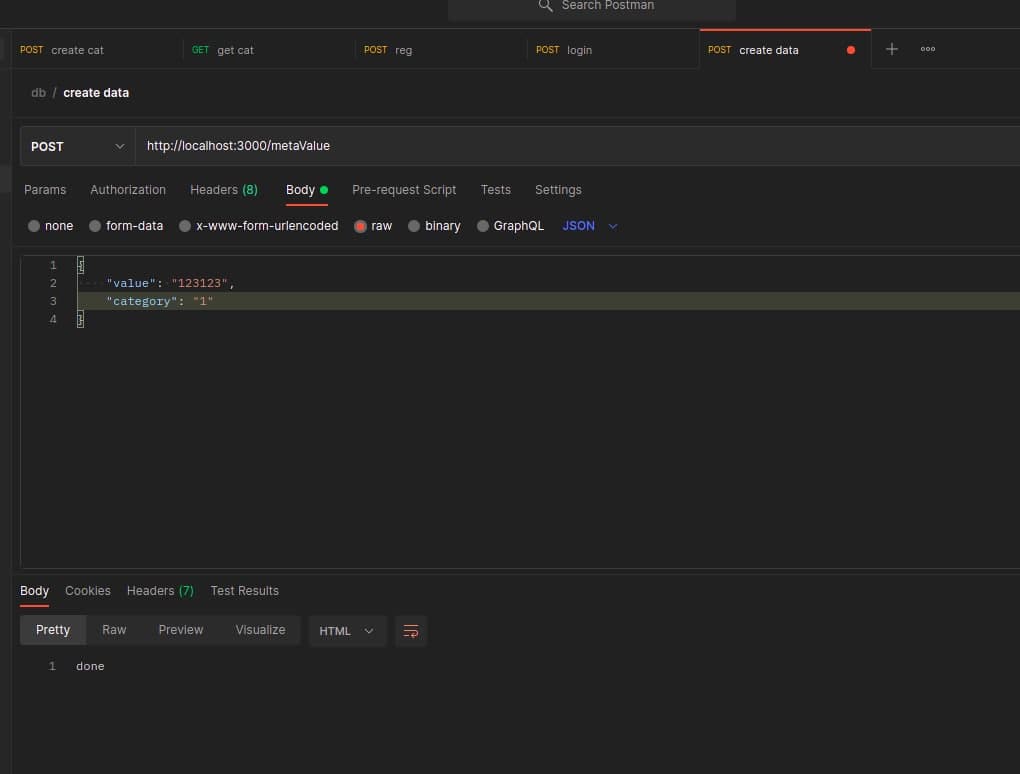 Search Postman
POST create cat GET get cat POST reg POST login POST create data
db / create data
POST http://localhost:3000/metaValue
Params Authorization Headers (8) Body Pre-request Script Tests Settings
none form-data x-www-form-urlencoded raw binary GraphQL JSON
1 {
2 "value": "123123",
3 "category": "1"
4 }
Body Cookies Headers (7) Test Results
Pretty Raw Preview Visualize HTML
1 done